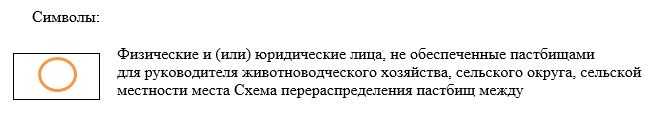 Символы:
Физические и (или) юридические лица, не обеспеченные пастбищами
для руководителя животноводческого хозяйства, сельского округа, сельской
местности места Схема перераспределения пастбищ между